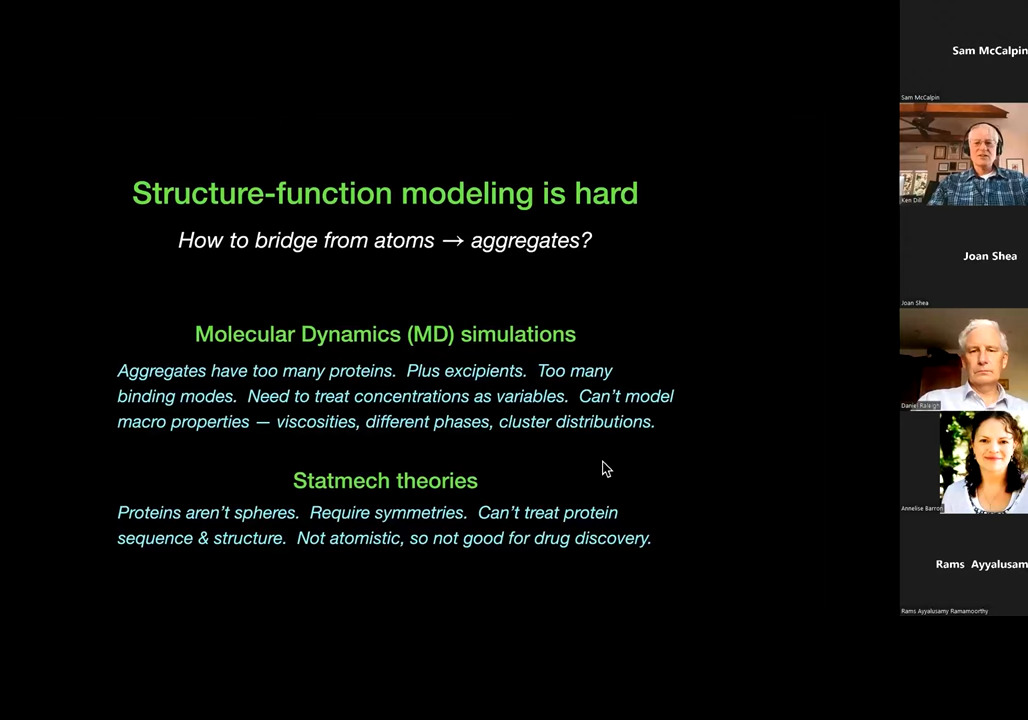 Structure-function modeling is hard
How to bridge from atoms → aggregates?
Molecular Dynamics (MD) simulations
Aggregates have too many proteins. Plus excipients. Too many
binding modes. Need to treat concentrations as variables. Can't model
macro properties — viscosities, different phases, cluster distributions.
Statmech theories
Proteins aren't spheres. Require symmetries. Can't treat protein
sequence & structure. Not atomistic, so not good for drug discovery.
Sam McCalpin
Sam McCalpin
Ken Dill
Joan Shea
Joan Shea
Daniel Raleigh
Annelise Barron
Rams Ayyalusam
Rams Ayyalusamy Ramamoorthy